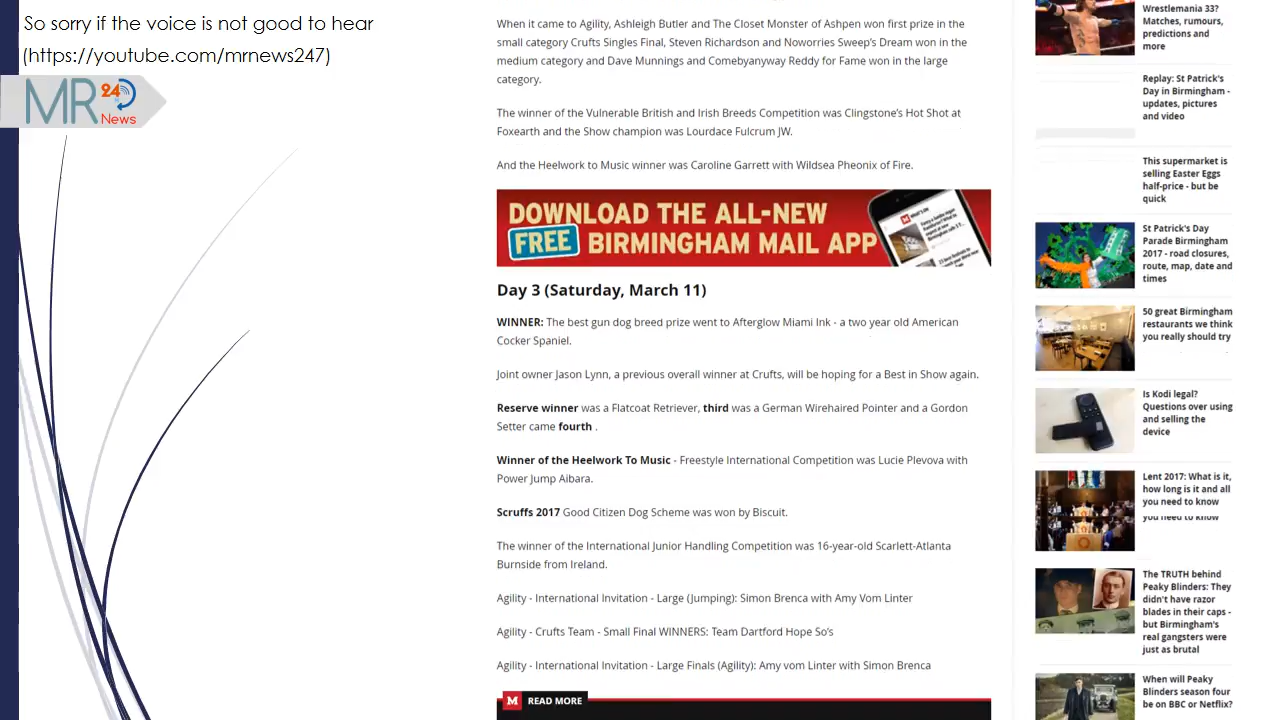 So sorry if the voice is not good to hear
(https://youtube.com/mrnews247)
MR 24 News
When it came to Agility, Ashleigh Butler and The Closet Monster of Ashpen won first prize in the
small category Crufts Singles Final, Steven Richardson and Noworries Sweep's Dream won in the
medium category and Dave Munnings and Comebyanyway Reddy for Fame won in the large
category.
The winner of the Vulnerable British and Irish Breeds Competition was Clingstone's Hot Shot at
Foxearth and the Show champion was Lourdace Fulcrum JW.
And the Heelwork to Music winner was Caroline Garrett with Wildsea Pheonix of Fire.
DOWNLOAD THE ALL-NEW
FREE BIRMINGHAM MAIL APP
Day 3 (Saturday, March 11)
WINNER: The best gun dog breed prize went to Afterglow Miami Ink - a two year old American
Cocker Spaniel.
Joint owner Jason Lynn, a previous overall winner at Crufts, will be hoping for a Best in Show again.
Reserve winner was a Flatcoat Retriever, third was a German Wirehaired Pointer and a Gordon
Setter came fourth .
Winner of the Heelwork To Music - Freestyle International Competition was Lucie Plevova with
Power Jump Aibara.
Scruffs 2017 Good Citizen Dog Scheme was won by Biscuit.
The winner of the International Junior Handling Competition was 16-year-old Scarlett-Atlanta
Burnside from Ireland.
Agility - International Invitation - Large (Jumping): Simon Brenca with Amy Vom Linter
Agility - Crufts Team - Small Final WINNERS: Team Dartford Hope So's
Agility - International Invitation - Large Finals (Agility): Amy vom Linter with Simon Brenca
M READ MORE
Wrestlemania 33?
Matches, rumours,
predictions and
more
Replay: St Patrick's
Day in Birmingham -
updates, pictures
and video
This supermarket is
selling Easter Eggs
half-price - but be
quick
St Patrick's Day
Parade Birmingham
2017 - road closures,
route, map, date and
times
50 great Birmingham
restaurants we think
you really should try
Is Kodi legal?
Questions over using
and selling the
device
Lent 2017: What is it,
how long is it and all
you need to know
you need to know
The TRUTH behind
Peaky Blinders: They
didn't have razor
blades in their caps -
but Birmingham's
real gangsters were
just as brutal
When will Peaky
Blinders season four
be on BBC or Netflix?